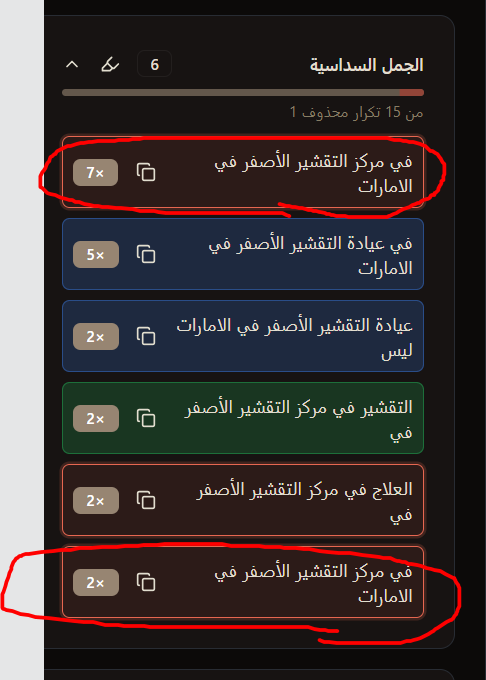 الجمل السداسية
6
1 من 15 تكرار محذوف
في مركز التقشير الأصفر في
الامارات
7×
في عيادة التقشير الأصفر في
الامارات
5×
عيادة التقشير الأصفر في الامارات
ليس
2×
التقشير في مركز التقشير الأصفر
في
2×
العلاج في مركز التقشير الأصفر
في
2×
في مركز التقشير الأصفر في
الامارات
2×